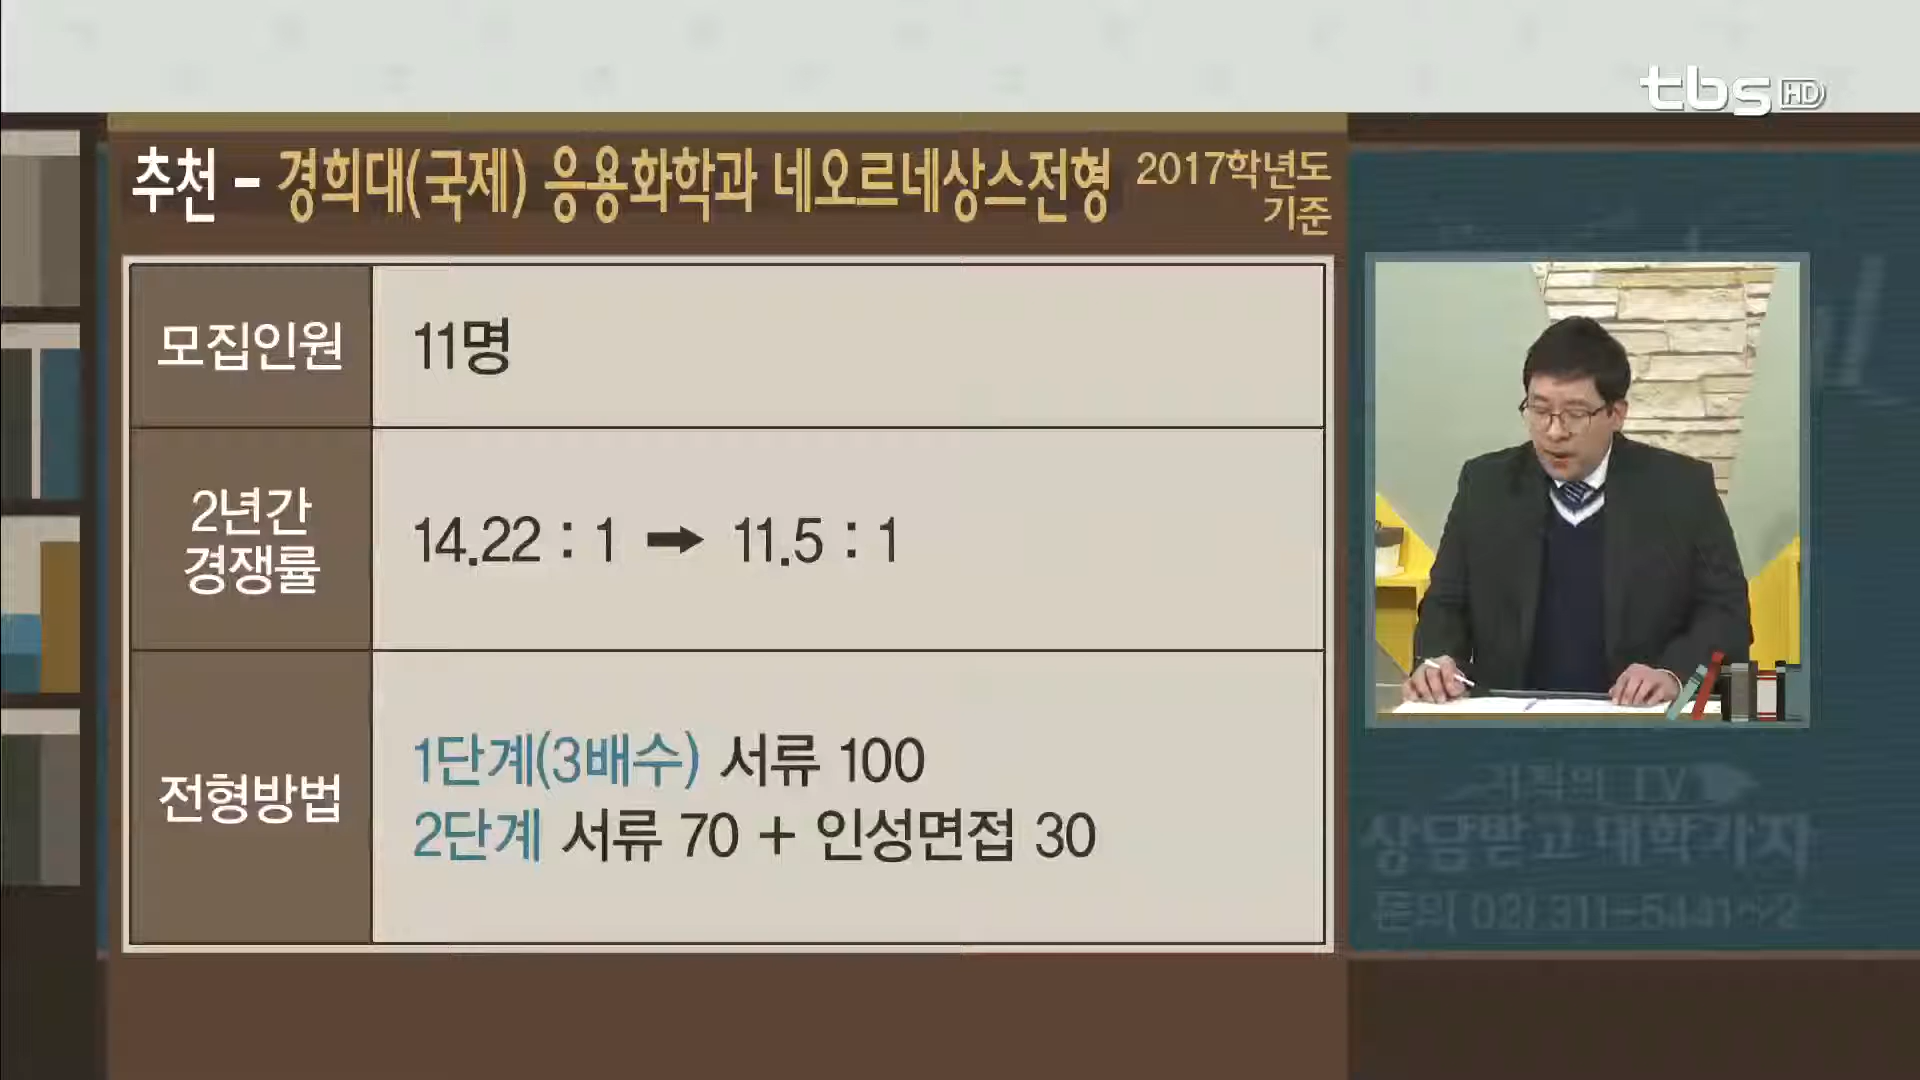 tbs HD
추천 - 경희대(국제) 응용화학과 네오르네상스전형
2017학년도
기준
모집인원
11명
2년간
경쟁률
14.22 : 1 ➡ 11.5 : 1
전형방법
1단계(3배수) 서류 100
2단계 서류 70 + 인성면접 30
상담받고 대학가자